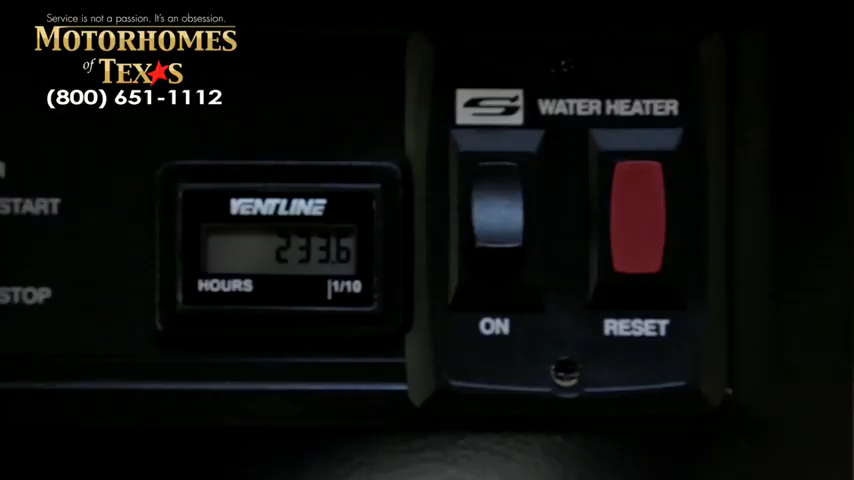 Service is not a passion. It's an obsession.
MOTORHOMES
of TEXAS
(800) 651-1112
S WATER HEATER
START
VENTLINE
233.6
HOURS 1/10
STOP
ON RESET